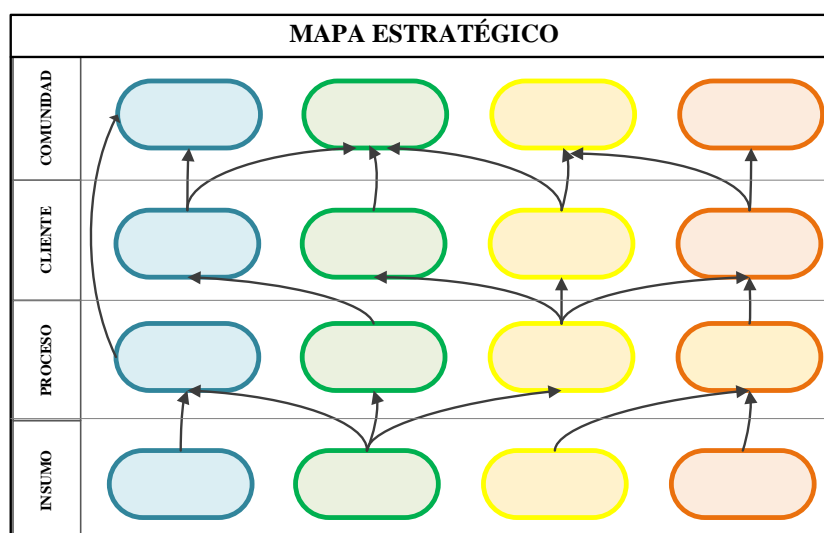 MAPA ESTRATÉGICO
COMUNIDAD
CLIENTE
PROCESO
INSUMO